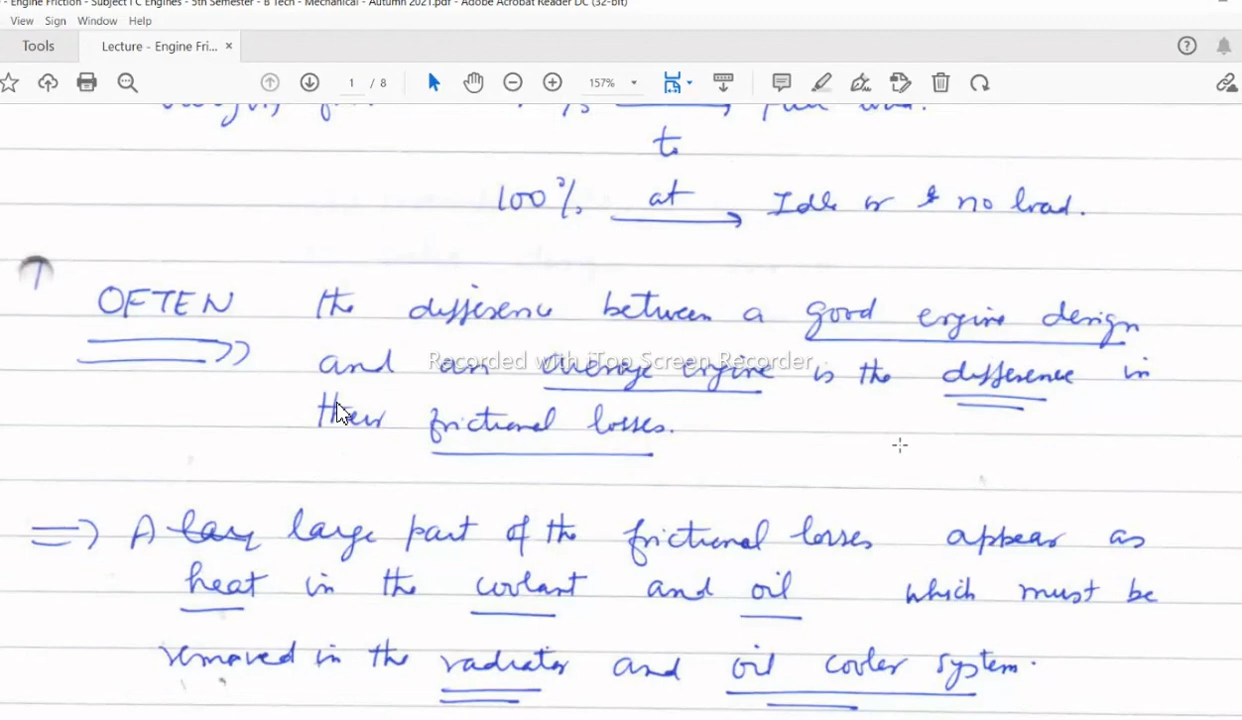 Engine Friction - Subject I C Engines - 5th Semester - B Tech - Mechanical - Autumn 2021.pdf - Adobe Acrobat Reader DC (32-bit)
View Sign Window Help
Tools Lecture - Engine Fri... ×
1 / 8 157%
to
100% at Idle or & no load.
OFTEN the difference between a good engine design
Recorded with iTop Screen Recorder
and an average engine is the difference in
their frictional losses.
=) A large part of the frictional losses appear as
heat in the coolant and oil which must be
removed in the radiator and oil cooler system.